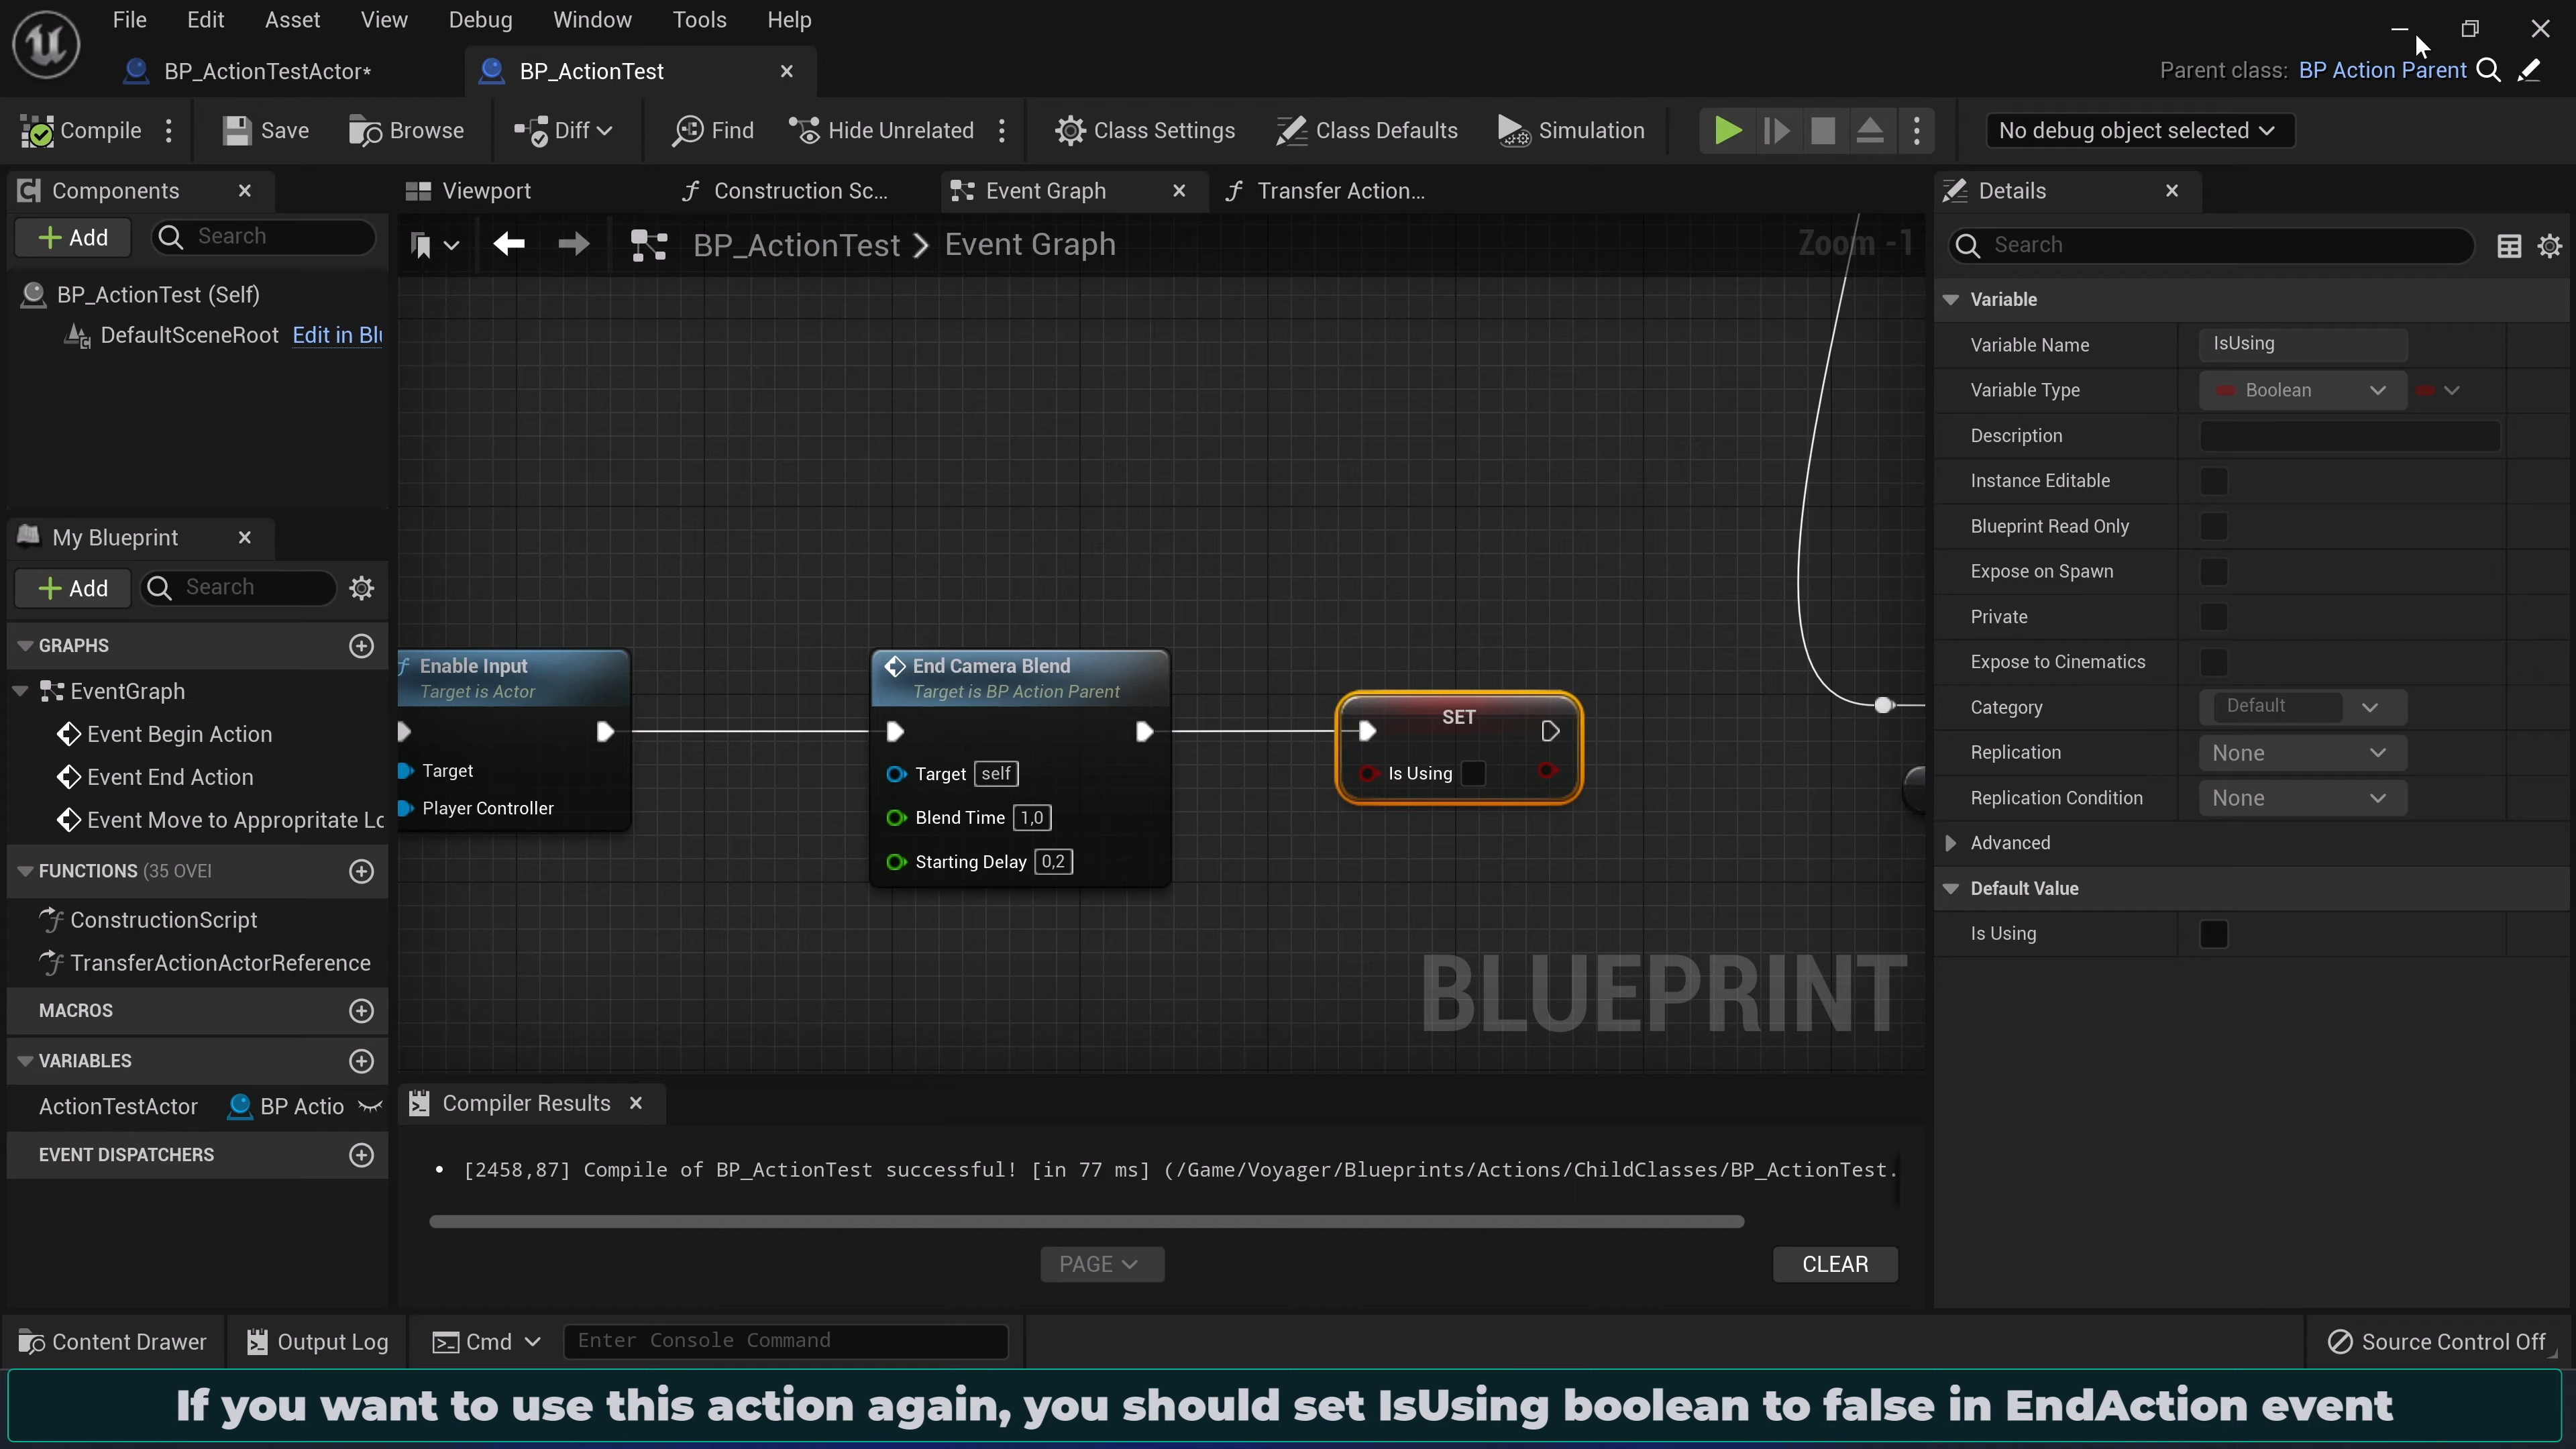 File Edit Asset View Debug Window Tools Help
BP_ActionTestActor*
BP_ActionTest
Parent class: BP Action Parent
Compile
Save
Browse
Diff
Find
Hide Unrelated
Class Settings
Class Defaults
Simulation
No debug object selected
Components
Add
Search
BP_ActionTest (Self)
DefaultSceneRoot Edit in Blu
My Blueprint
Add
Search
GRAPHS
EventGraph
Event Begin Action
Event End Action
Event Move to Appropritate Lc
FUNCTIONS (35 OVEI
ConstructionScript
TransferActionActorReference
MACROS
VARIABLES
ActionTestActor BP Actio
EVENT DISPATCHERS
Viewport
Construction Sc...
Event Graph
Transfer Action...
BP_ActionTest > Event Graph
Zoom -1
Enable Input
Target is Actor
Target
Player Controller
End Camera Blend
Target is BP Action Parent
Target self
Blend Time 1,0
Starting Delay 0,2
SET
Is Using
BLUEPRINT
Compiler Results
• [2458,87] Compile of BP_ActionTest successful! [in 77 ms] (/Game/Voyager/Blueprints/Actions/ChildClasses/BP_ActionTest.
PAGE
CLEAR
Details
Search
Variable
Variable Name IsUsing
Variable Type Boolean
Description
Instance Editable
Blueprint Read Only
Expose on Spawn
Private
Expose to Cinematics
Category Default
Replication None
Replication Condition None
Advanced
Default Value
Is Using
Content Drawer
Output Log
Cmd
Enter Console Command
Source Control Off
If you want to use this action again, you should set IsUsing boolean to false in EndAction event